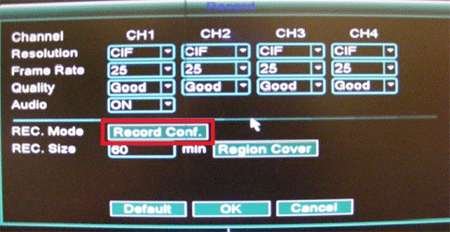 Record
Channel CH1 CH2 CH3 CH4
Resolution CIF CIF CIF CIF
Frame Rate 25 25 25 25
Quality Good Good Good Good
Audio ON
REC. Mode Record Conf.
REC. Size 60 min Region Cover
Default OK Cancel